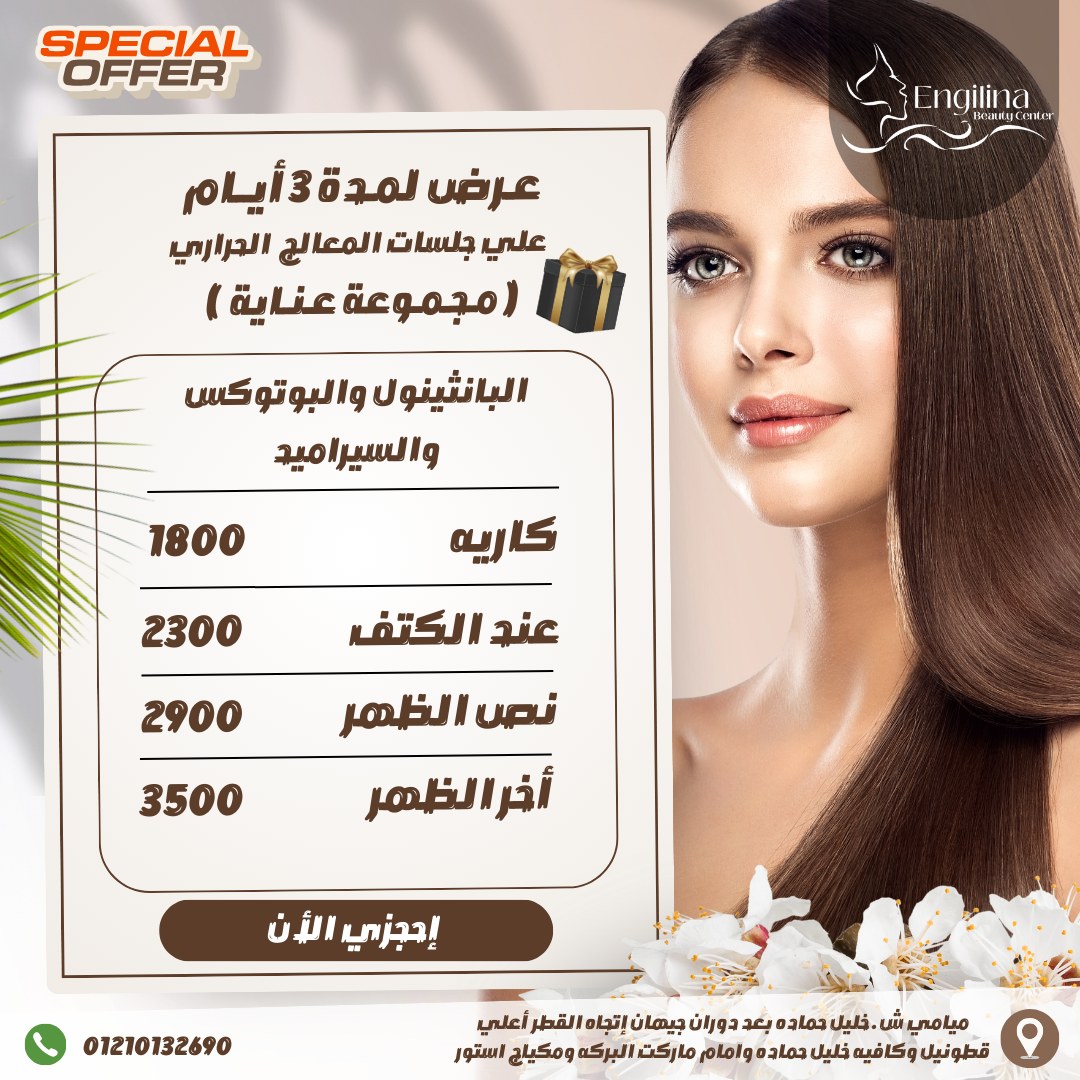 SPECIAL
OFFER
Engilina
Beauty Center
عرض لمدة 3 أيام
علي جلسات المعالج الحراري
( مجموعة عناية )
البانثينول والبوتوكس
والسيراميد
كاريه 1800
عند الكتف 2300
نص الظهر 2900
أخر الظهر 3500
إحجزي الأن
ميامي ش . خليل حماده بعد دوران جيهان إتجاه القطر أعلي
قطونيل وكافيه خليل حماده وامام ماركت البركه ومكياج استور
01210132690